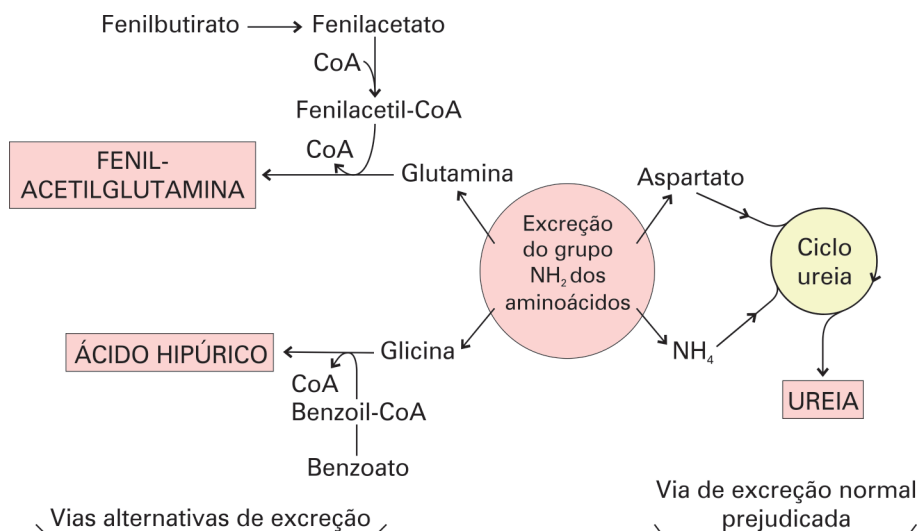 Fenilbutirato
Fenilacetato
CoA
Fenilacetil-CoA
CoA
FENIL-
ACETILGLUTAMINA
Glutamina
Aspartato
Excreção
do grupo
NH₂ dos
aminoácidos
Ciclo
ureia
ÁCIDO HIPÚRICO
Glicina
NH₄
CoA
Benzoil-CoA
UREIA
Benzoato
Vias alternativas de excreção
Via de excreção normal
prejudicada